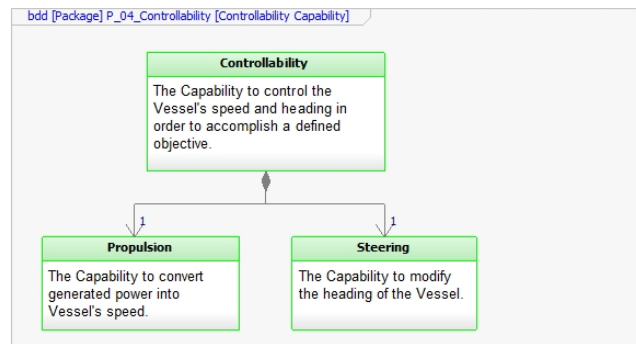 bdd [Package] P_04_Controllability [Controllability Capability]
Controllability
The Capability to control the
Vessel's speed and heading in
order to accomplish a defined
objective.
1
1
Propulsion
The Capability to convert
generated power into
Vessel's speed.
Steering
The Capability to modify
the heading of the Vessel.